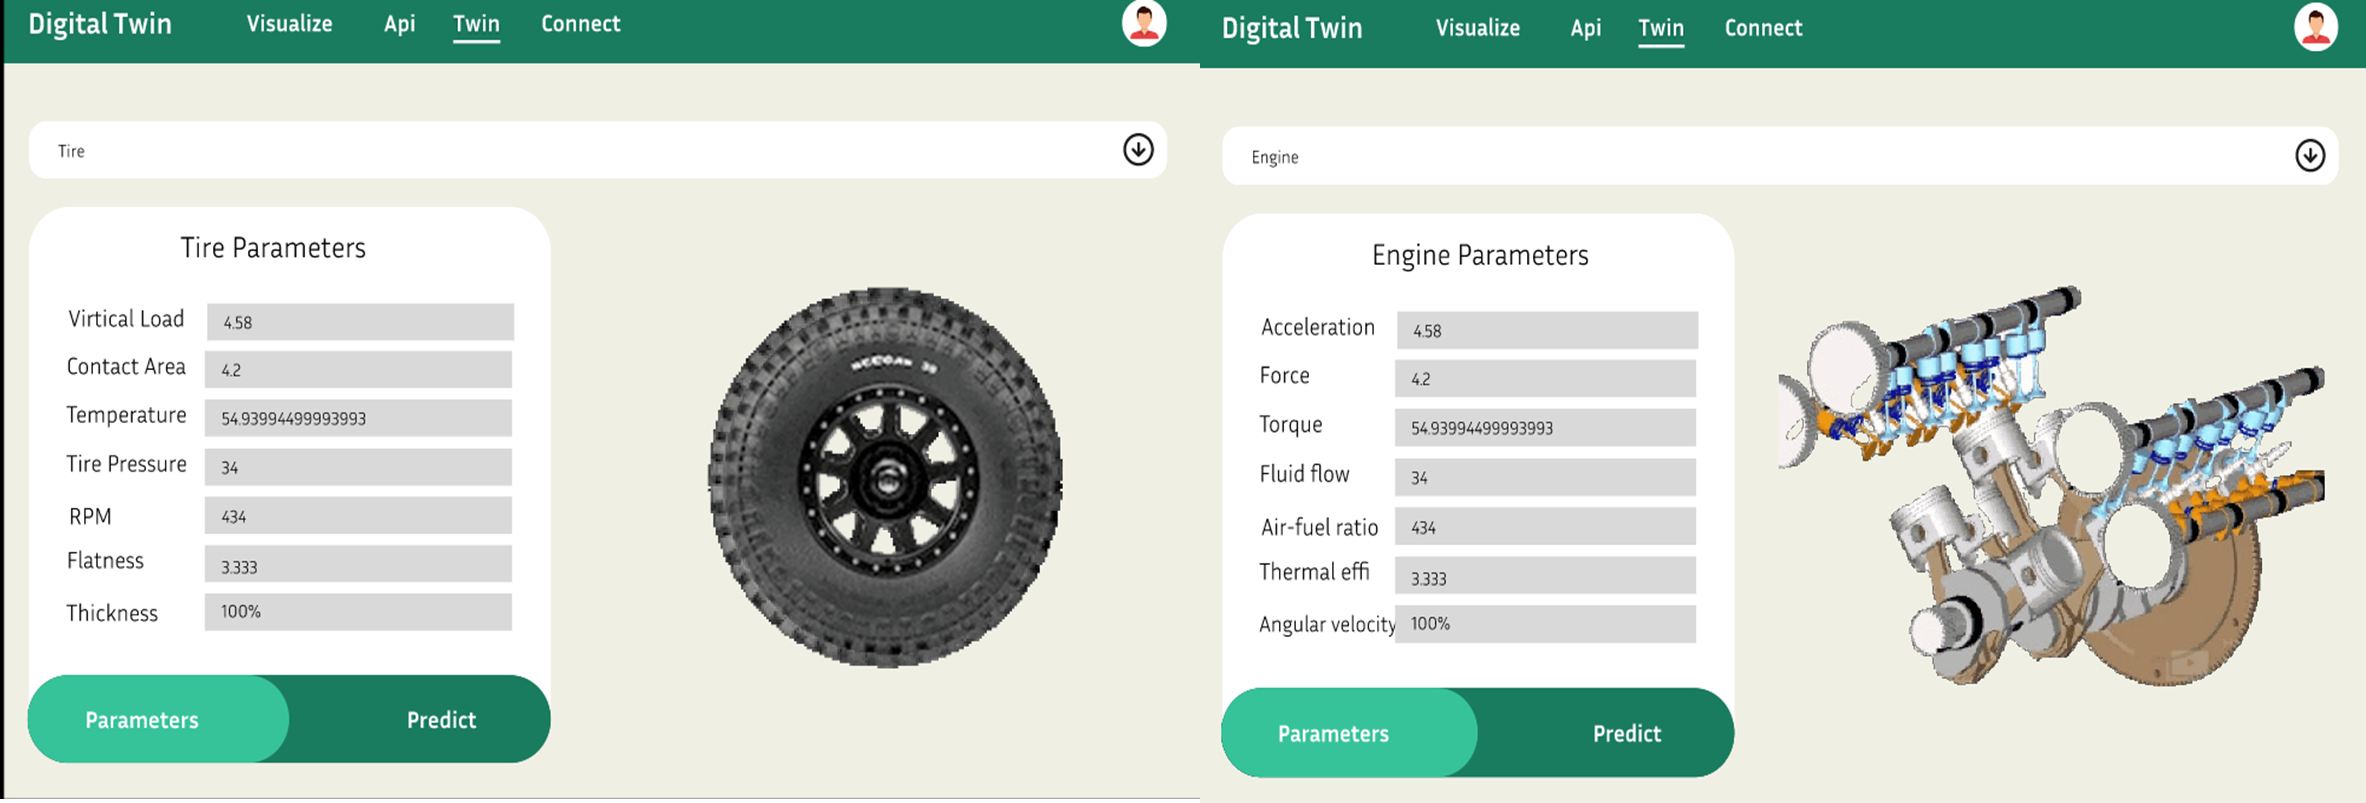 Digital Twin Visualize Api Twin Connect
Tire
Tire Parameters
Virtical Load 4.58
Contact Area 4.2
Temperature 54.93994499993993
Tire Pressure 34
RPM 434
Flatness 3.333
Thickness 100%
Parameters Predict
Digital Twin Visualize Api Twin Connect
Engine
Engine Parameters
Acceleration 4.58
Force 4.2
Torque 54.93994499993993
Fluid flow 34
Air-fuel ratio 434
Thermal effi 3.333
Angular velocity 100%
Parameters Predict